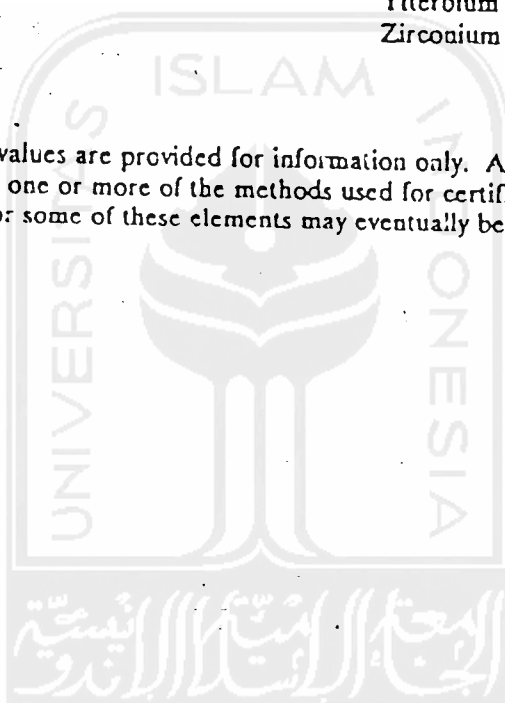 Ytterbium
Zirconium
values are provided for information only. A
one or more of the methods used for certif
or some of these elements may eventually be
UNIVERSITAS
ISLAM
INDONESIA